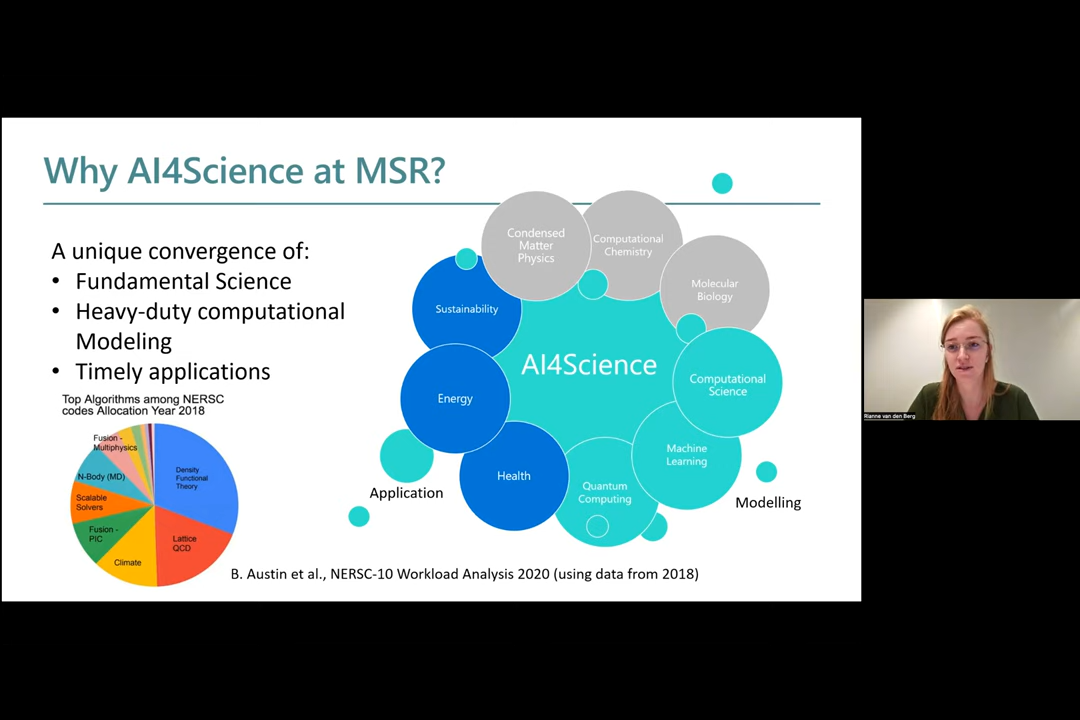 Why AI4Science at MSR?
A unique convergence of:
• Fundamental Science
• Heavy-duty computational
Modeling
• Timely applications
Top Algorithms among NERSC
codes Allocation Year 2018
Fusion -
Multiphysics
N-Body (MD)
Scalable
Solvers
Fusion -
PIC
Climate
Density
Functional
Theory
Lattice
QCD
Condensed
Matter
Physics
Computational
Chemistry
Molecular
Biology
Sustainability
AI4Science
Computational
Science
Energy
Machine
Learning
Health
Quantum
Computing
Application
Modelling
B. Austin et al., NERSC-10 Workload Analysis 2020 (using data from 2018)
Rianne van den Berg